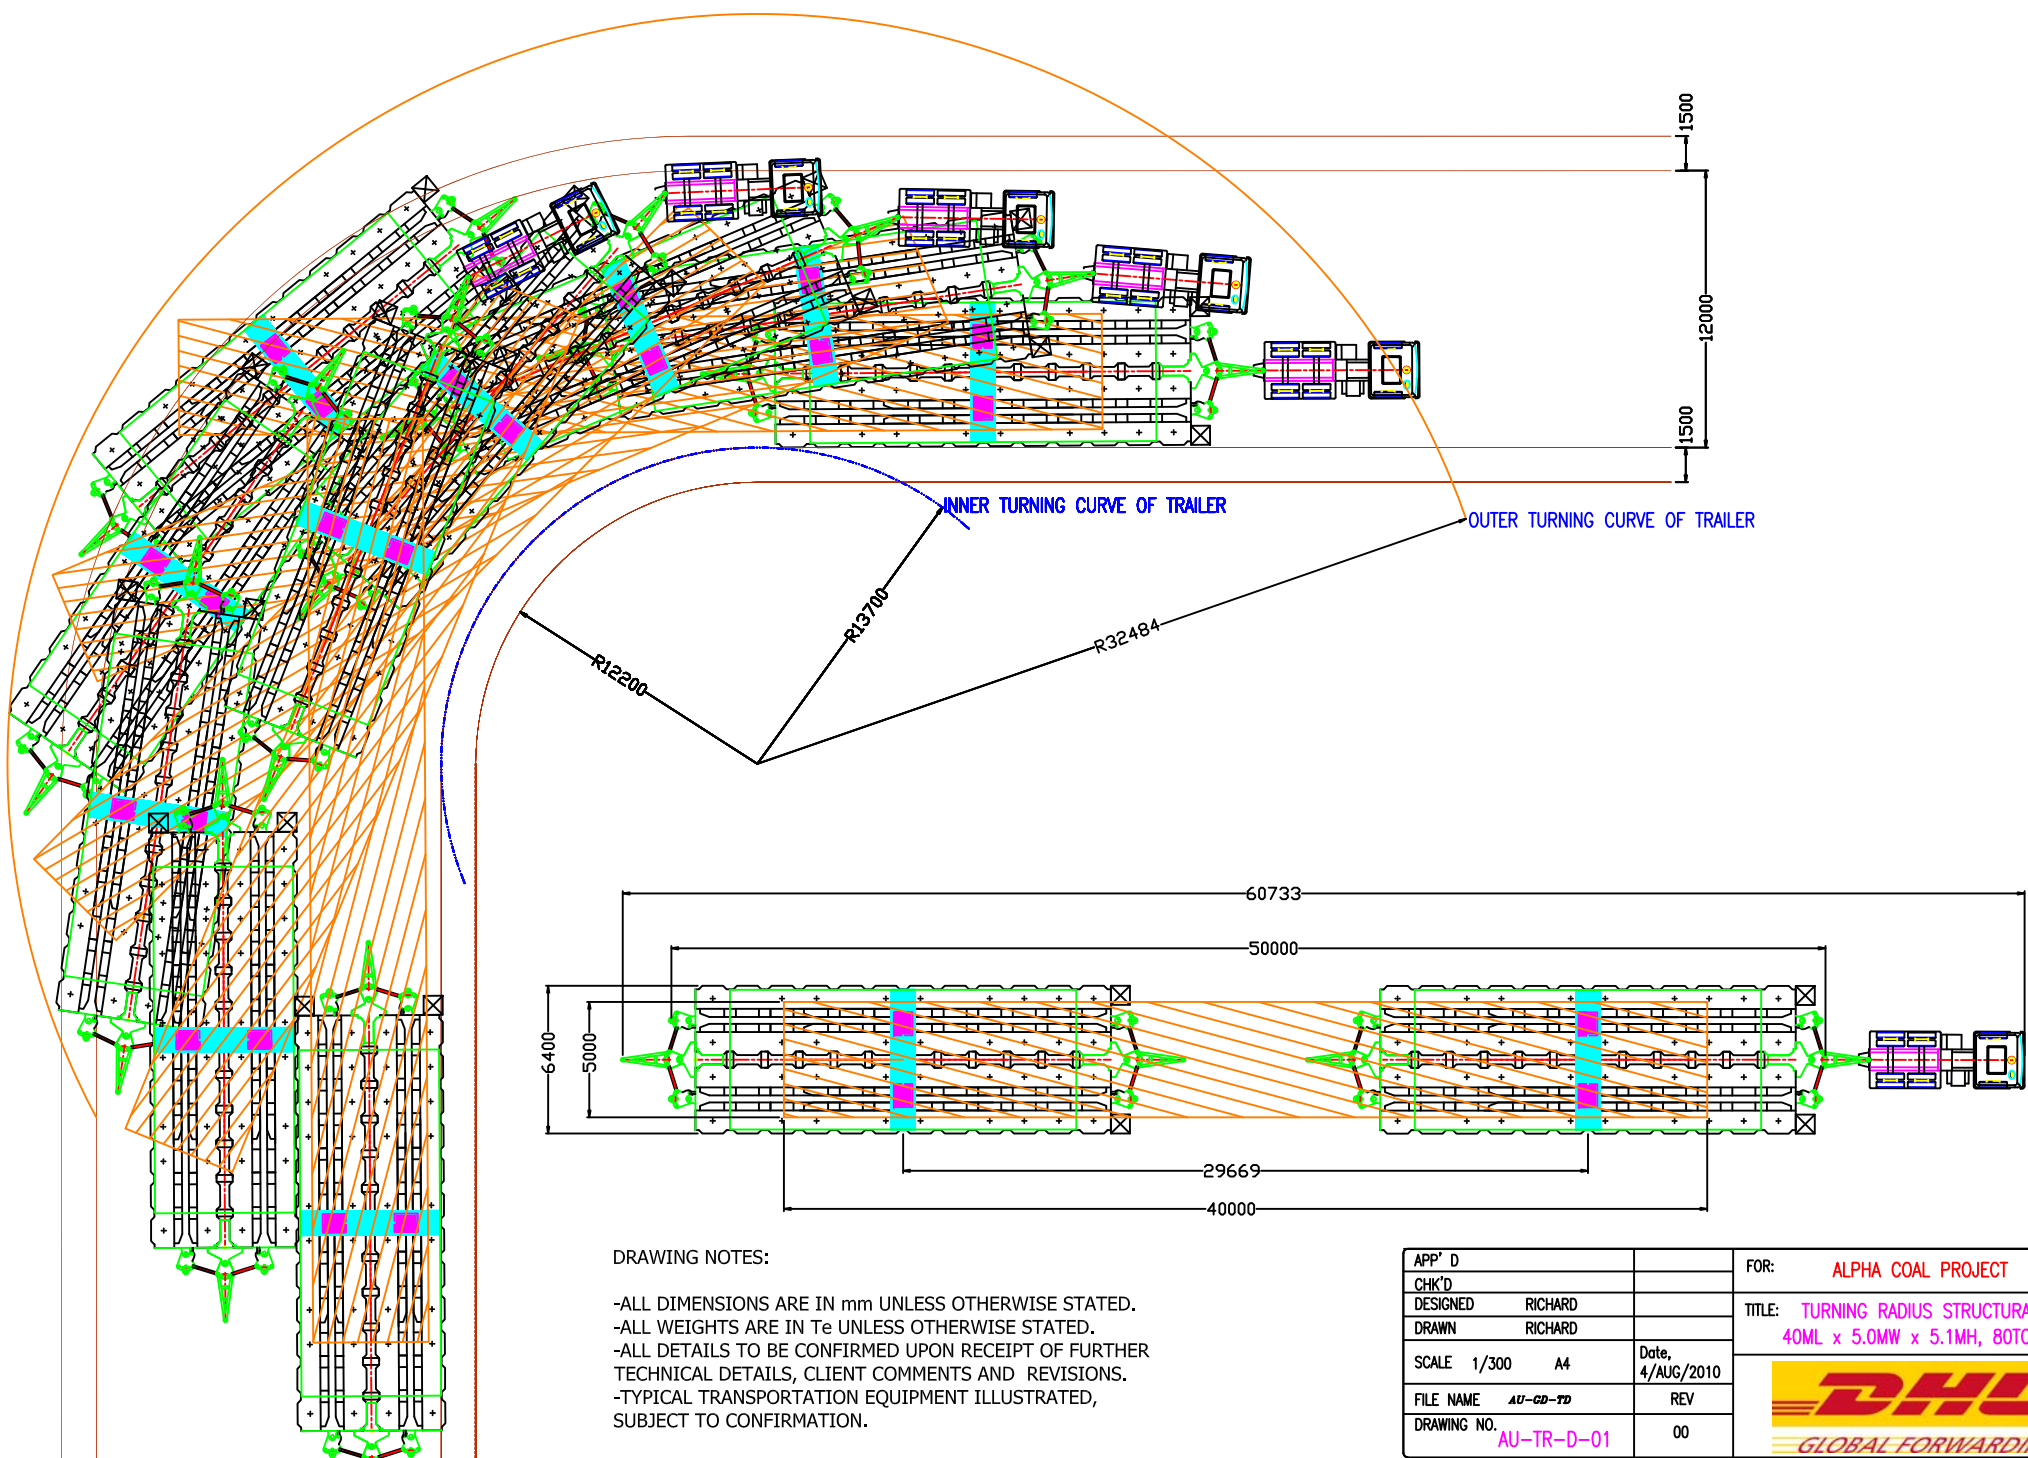 1500
12000
1500
INNER TURNING CURVE OF TRAILER
OUTER TURNING CURVE OF TRAILER
R12200
R13700
R32484
60733
50000
6400
5000
29669
40000
DRAWING NOTES:
-ALL DIMENSIONS ARE IN mm UNLESS OTHERWISE STATED.
-ALL WEIGHTS ARE IN Te UNLESS OTHERWISE STATED.
-ALL DETAILS TO BE CONFIRMED UPON RECEIPT OF FURTHER
TECHNICAL DETAILS, CLIENT COMMENTS AND REVISIONS.
-TYPICAL TRANSPORTATION EQUIPMENT ILLUSTRATED,
SUBJECT TO CONFIRMATION.
APP' D
CHK'D
DESIGNED RICHARD
DRAWN RICHARD
SCALE 1/300 A4
Date,
4/AUG/2010
FILE NAME AU-GD-TD
REV
DRAWING NO. AU-TR-D-01
00
FOR: ALPHA COAL PROJECT
TITLE: TURNING RADIUS
40ML x 5.0MW x 5.1MH,
GLOBAL